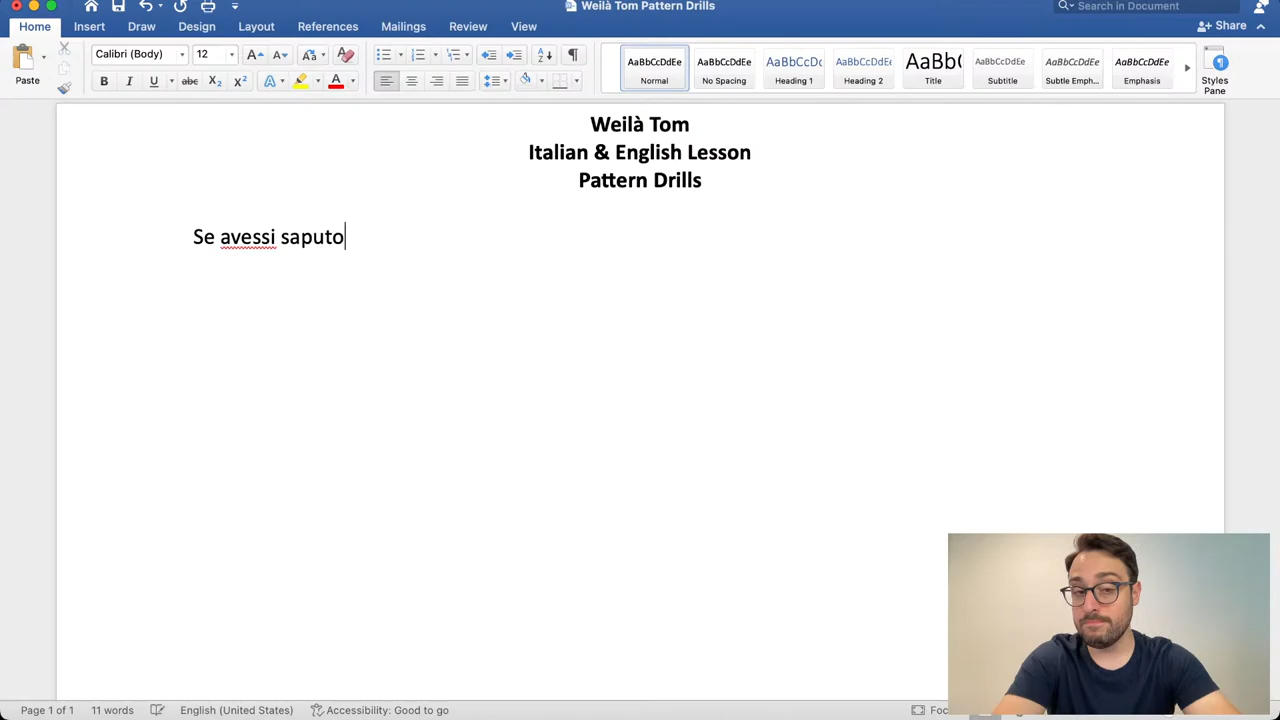 Weilà Tom Pattern Drills
Search in Document
Home Insert Draw Design Layout References Mailings Review View
Share
Paste
Calibri (Body) 12
AaBbCcDdEe AaBbCcDdEe AaBbCcDc AaBbCcDdEe AaBbC AaBbCcDdEe AaBbCcDdEe AaBbCcDdEe
Normal No Spacing Heading 1 Heading 2 Title Subtitle Subtle Emph... Emphasis
Styles
Pane
Weilà Tom
Italian & English Lesson
Pattern Drills
Se avessi saputo
Page 1 of 1 11 words English (United States) Accessibility: Good to go